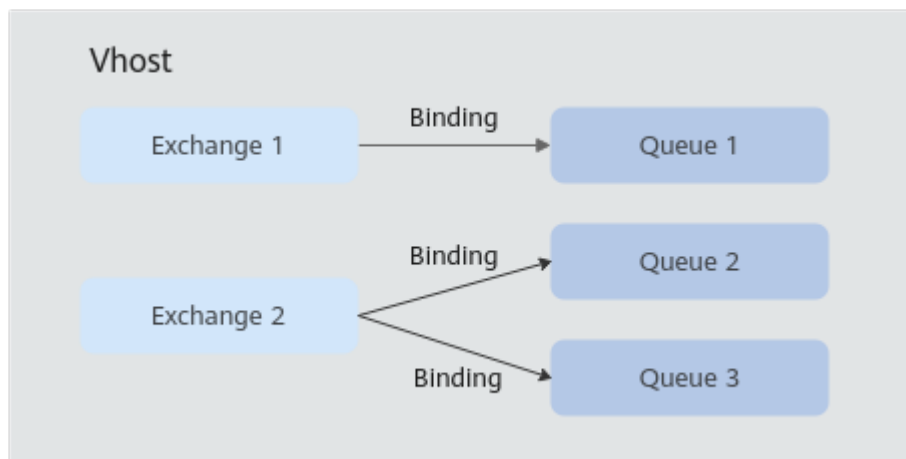 Vhost
Exchange 1
Binding
Queue 1
Binding
Queue 2
Exchange 2
Binding
Queue 3